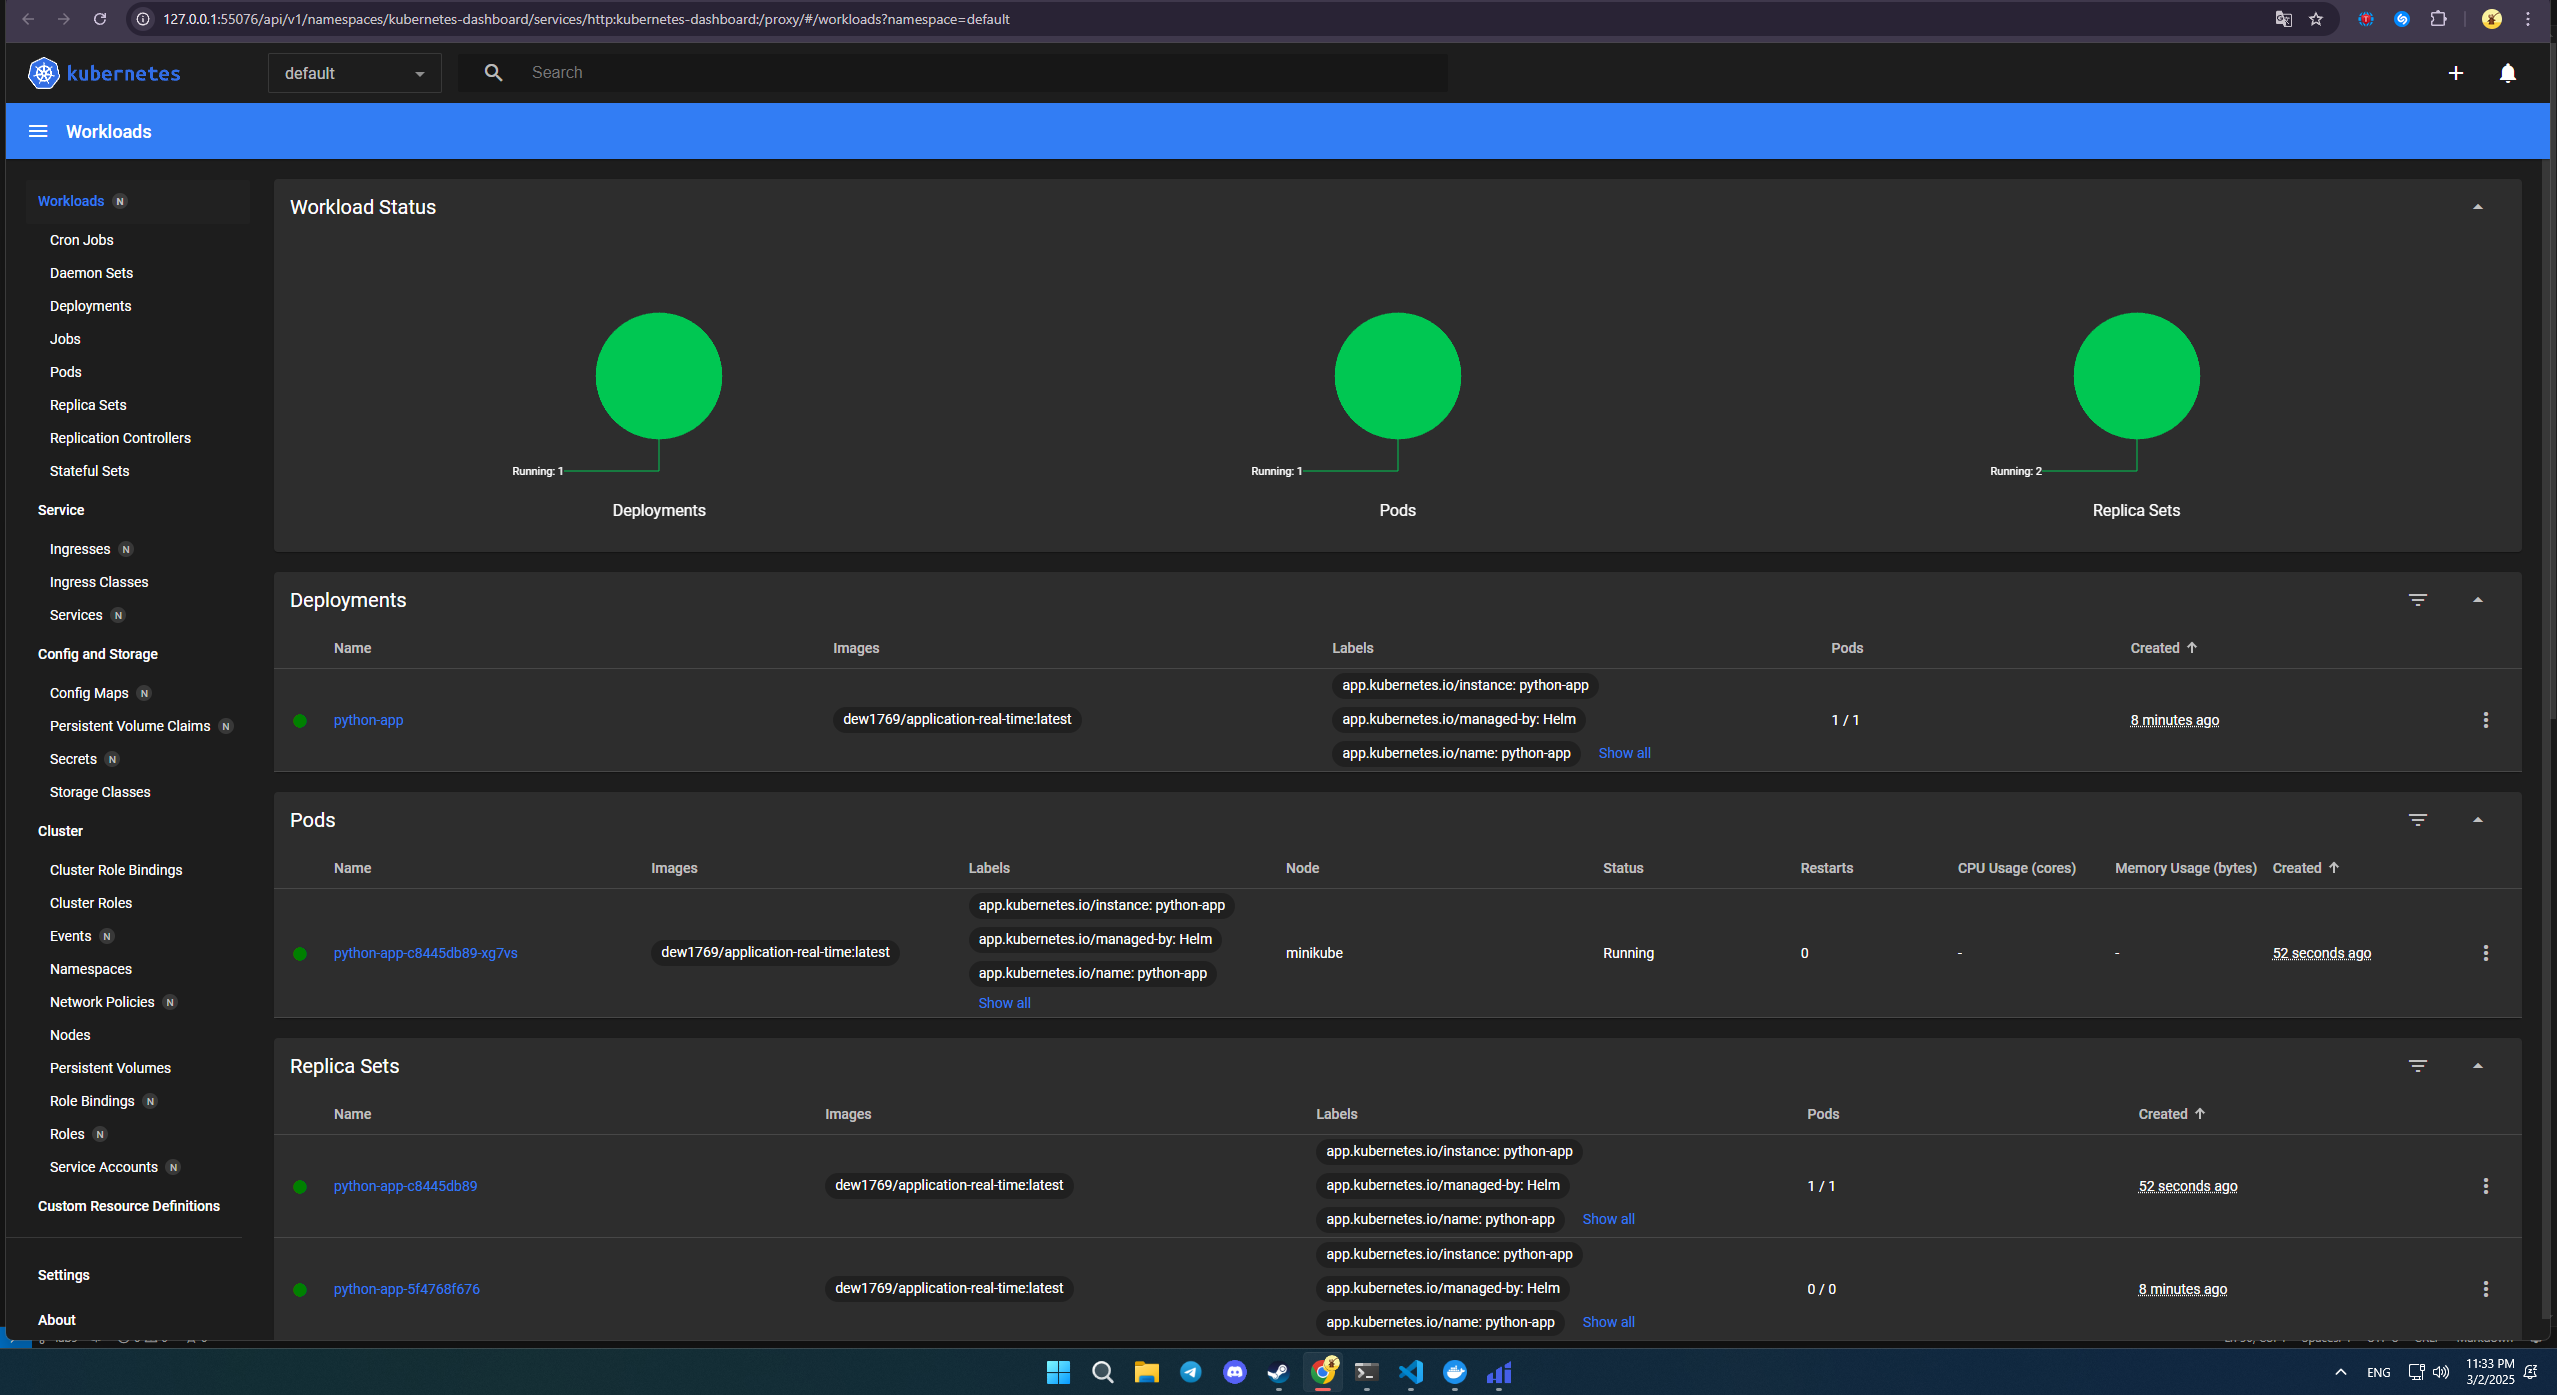 127.0.0.1:55076/api/v1/namespaces/kubernetes-dashboard/services/http:kubernetes-dashboard:/proxy/#/workloads?namespace=default
kubernetes
default
Search
Workloads
Workloads N
Cron Jobs
Daemon Sets
Deployments
Jobs
Pods
Replica Sets
Replication Controllers
Stateful Sets
Service
Ingresses N
Ingress Classes
Services N
Config and Storage
Config Maps N
Persistent Volume Claims N
Secrets N
Storage Classes
Cluster
Cluster Role Bindings
Cluster Roles
Events N
Namespaces
Network Policies N
Nodes
Persistent Volumes
Role Bindings N
Roles N
Service Accounts N
Custom Resource Definitions
Settings
About
Workload Status
Running: 1
Deployments
Running: 1
Pods
Running: 2
Replica Sets
Deployments
Name Images Labels Pods Created
python-app dew1769/application-real-time:latest 1 / 1 8 minutes ago
app.kubernetes.io/instance: python-app
app.kubernetes.io/managed-by: Helm
app.kubernetes.io/name: python-app Show all
Pods
Name Images Labels Node Status Restarts CPU Usage (cores) Memory Usage (bytes) Created
python-app-c8445db89-xg7vs dew1769/application-real-time:latest minikube Running 0 - - 52 seconds ago
app.kubernetes.io/instance: python-app
app.kubernetes.io/managed-by: Helm
app.kubernetes.io/name: python-app
Show all
Replica Sets
Name Images Labels Pods Created
python-app-c8445db89 dew1769/application-real-time:latest 1 / 1 52 seconds ago
app.kubernetes.io/instance: python-app
app.kubernetes.io/managed-by: Helm
app.kubernetes.io/name: python-app Show all
python-app-5f4768f676 dew1769/application-real-time:latest 0 / 0 8 minutes ago
app.kubernetes.io/instance: python-app
app.kubernetes.io/managed-by: Helm
app.kubernetes.io/name: python-app Show all
ENG
11:33 PM
3/2/2025